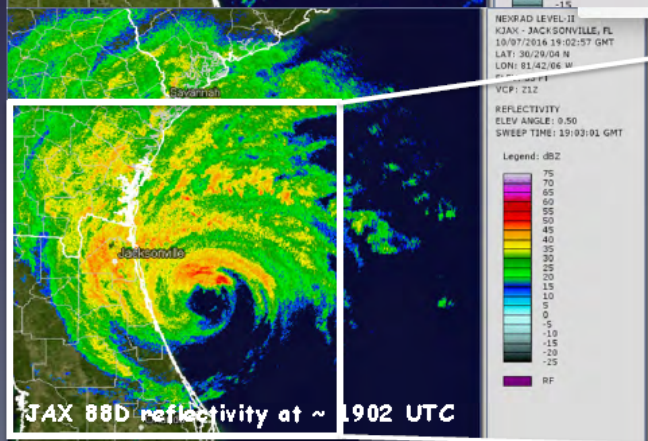 -15
NEXRAD LEVEL-II
KJAX - JACKSONVILLE, FL
10/07/2016 19:02:57 GMT
LAT: 30/29/04 N
LON: 81/42/06 W
VCP: 212
REFLECTIVITY
ELEV ANGLE: 0.50
SWEEP TIME: 19:03:01 GMT
Legend: dBZ
75
70
65
60
55
50
45
40
35
30
25
20
15
10
5
0
-5
-10
-15
-20
-25
RF
Savannah
Jacksonville
JAX 88D reflectivity at ~ 1902 UTC